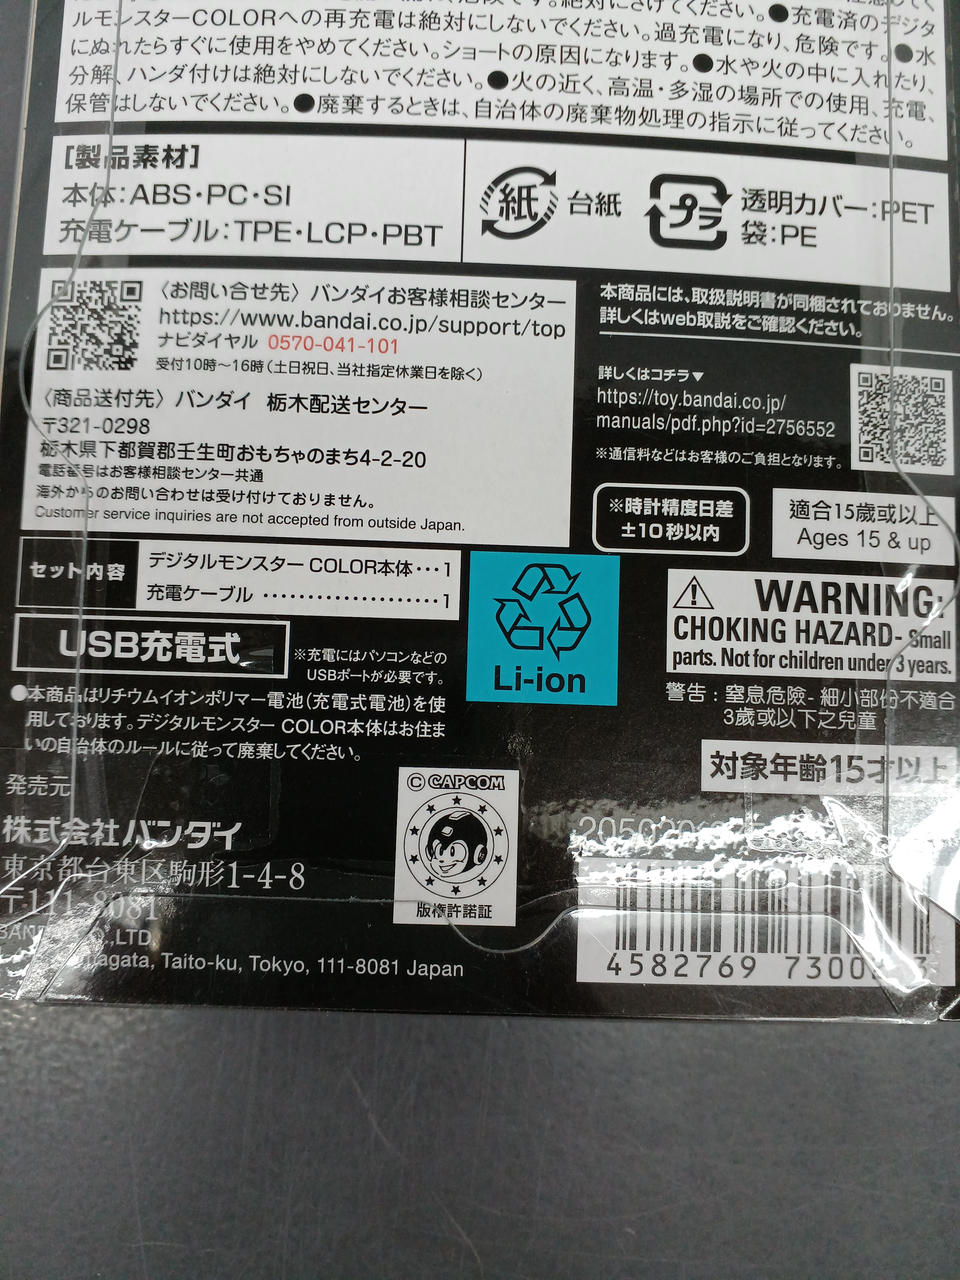 ルモンスターCOLORへの再充電は絶対にしないでください。過充電になり、危険です。●水
にぬれたらすぐに使用をやめてください。ショートの原因になります。●水や火の中に入れたり、
分解、ハンダ付けは絶対にしないでください。●火の近く、高温・多湿の場所での使用、充電、
保管はしないでください。●廃棄するときは、自治体の廃棄物処理の指示に従ってください。
[製品素材]
本体:ABS・PC・SI
充電ケーブル:TPE・LCP・PBT
紙 台紙
プラ 透明カバー:PET
袋:PE
〈お問い合せ先〉バンダイお客様相談センター
https://www.bandai.co.jp/support/top
ナビダイヤル 0570-041-101
受付10時〜16時(土日祝日、当社指定休業日を除く)
〈商品送付先〉バンダイ 栃木配送センター
〒321-0298
栃木県下都賀郡壬生町おもちゃのまち4-2-20
電話番号はお客様相談センター共通
海外からのお問い合わせは受け付けておりません。
Customer service inquiries are not accepted from outside Japan.
本商品には、取扱説明書が同梱されておりません。
詳しくはweb取説をご確認ください。
詳しくはコチラ▼
https://toy.bandai.co.jp/
manuals/pdf.php?id=2756552
※通信料などはお客様のご負担となります。
※時計精度日差
±10秒以内
適合15歲或以上
Ages 15 & up
セット内容
デジタルモンスター COLOR本体・・・1
充電ケーブル ・・・・・・・・・・・・・・・・・・・・1
USB充電式
※充電にはパソコンなどの
USBポートが必要です。
Li-ion
WARNING:
CHOKING HAZARD- Small
parts. Not for children under 3 years.
警告:窒息危險- 細小部份不適合
3歲或以下之兒童。
●本商品はリチウムイオンポリマー電池(充電式電池)を使
用しております。デジタルモンスター COLOR本体はお住ま
いの自治体のルールに従って廃棄してください。
対象年齢15才以上
発売元
株式会社バンダイ
東京都台東区駒形1-4-8
〒111-8081
,LTD.
Taito-ku, Tokyo, 111-8081 Japan
© CAPCOM
版権許諾証
4582769